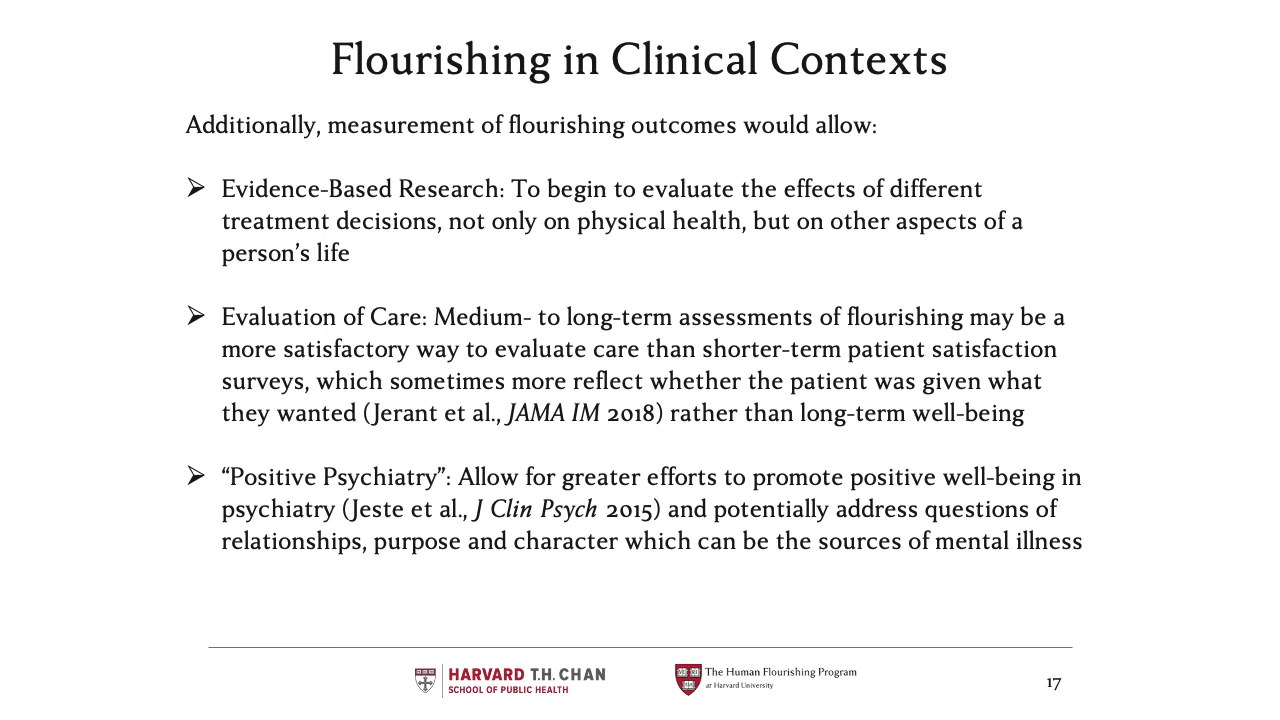 Flourishing in Clinical Contexts
Additionally, measurement of flourishing outcomes would allow:
➢ Evidence-Based Research: To begin to evaluate the effects of different
treatment decisions, not only on physical health, but on other aspects of a
person’s life
➢ Evaluation of Care: Medium- to long-term assessments of flourishing may be a
more satisfactory way to evaluate care than shorter-term patient satisfaction
surveys, which sometimes more reflect whether the patient was given what
they wanted (Jerant et al., JAMA IM 2018) rather than long-term well-being
➢ “Positive Psychiatry”: Allow for greater efforts to promote positive well-being in
psychiatry (Jeste et al., J Clin Psych 2015) and potentially address questions of
relationships, purpose and character which can be the sources of mental illness
HARVARD T.H. CHAN
SCHOOL OF PUBLIC HEALTH
The Human Flourishing Program
at Harvard University
17